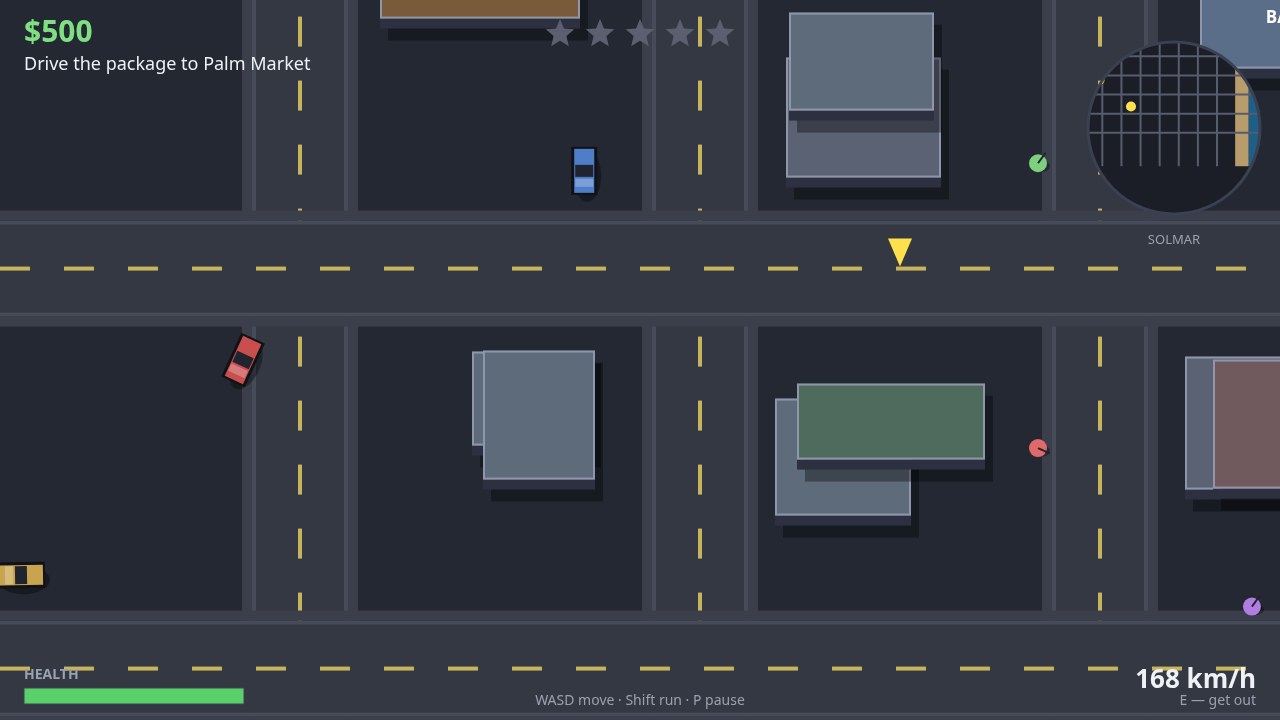 $500
Drive the package to Palm Market
SOLMAR
HEALTH
WASD move · Shift run · P pause
168 km/h
E — get out